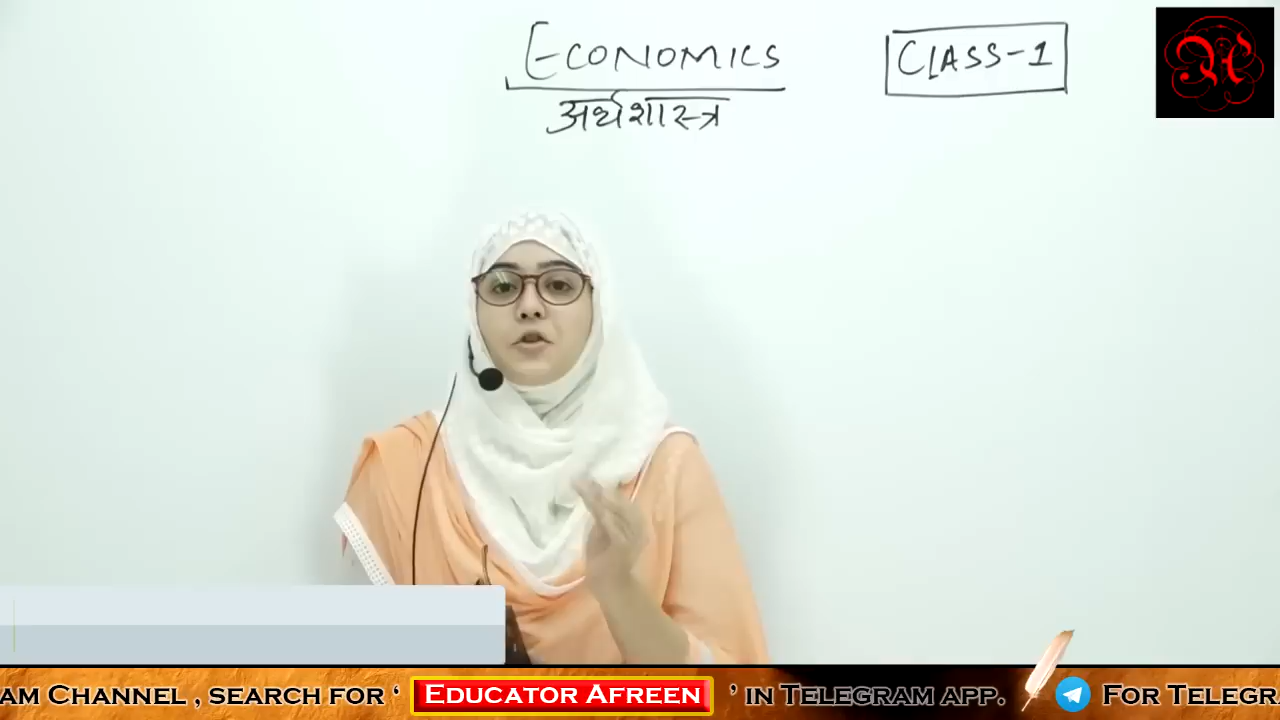 ECONOMICS
अर्थशास्त्र
CLASS-1
AM CHANNEL , SEARCH FOR ‘ EDUCATOR AFREEN ’ IN TELEGRAM APP. FOR TELEGR